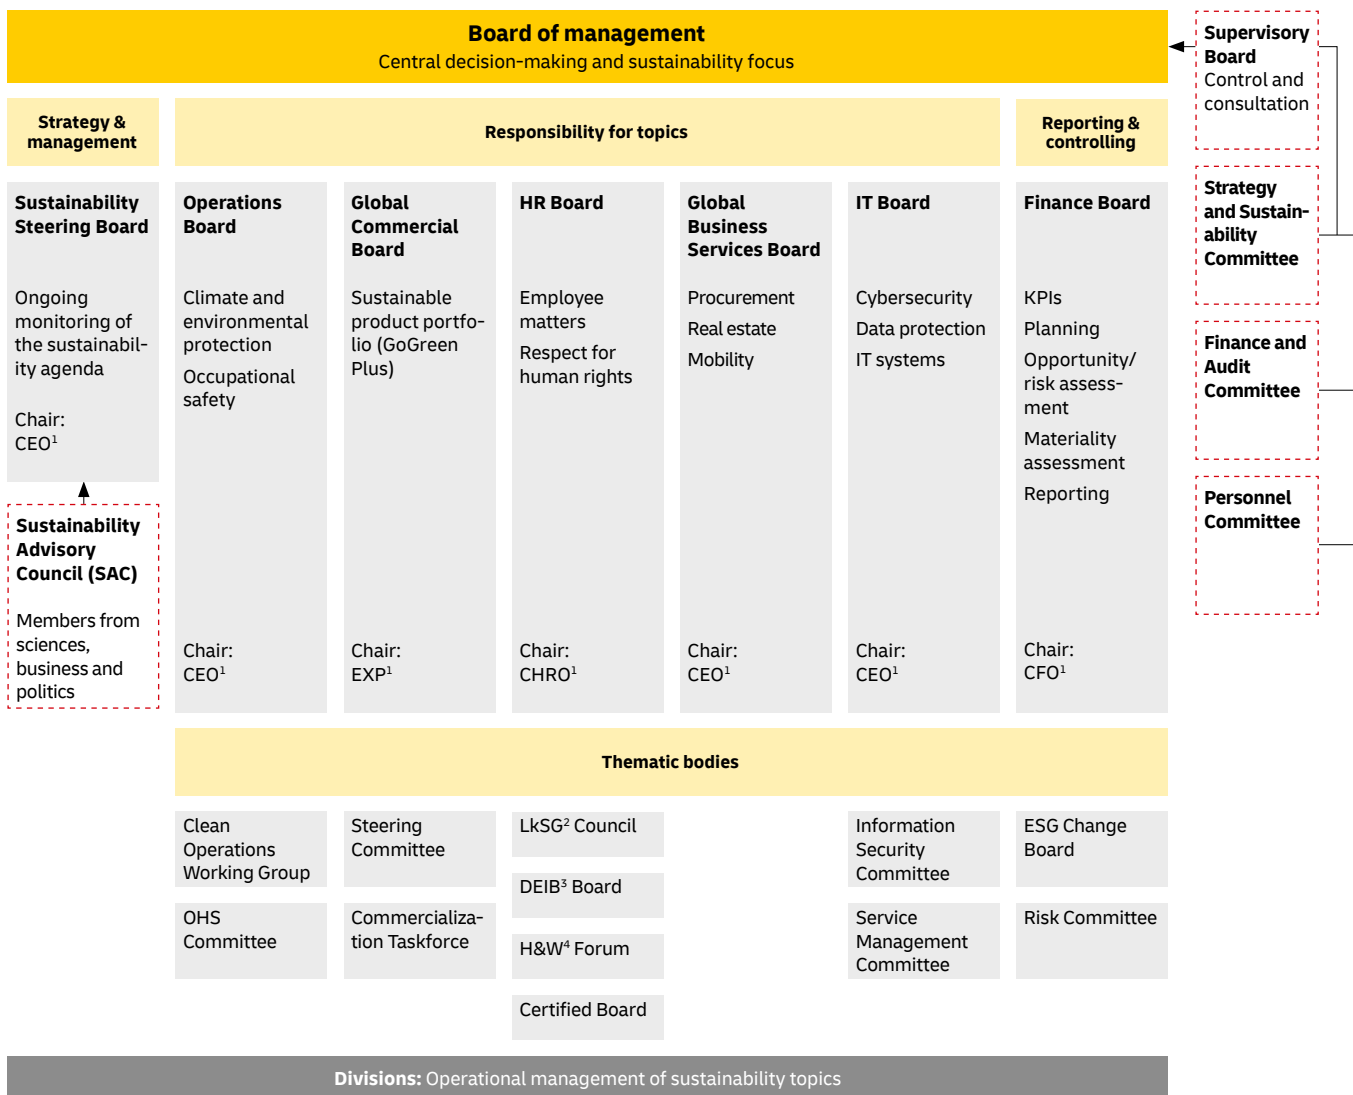 Board of management
Central decision-making and sustainability focus
Supervisory
Board
Control and
consultation
Strategy &
management
Responsibility for topics
Reporting &
controlling
Sustainability
Steering Board
Ongoing
monitoring of
the sustainabil-
ity agenda
Chair:
CEO¹
Sustainability
Advisory
Council (SAC)
Members from
sciences,
business and
politics
Operations
Board
Climate and
environmental
protection
Occupational
safety
Chair:
CEO¹
Global
Commercial
Board
Sustainable
product portfo-
lio (GoGreen
Plus)
Chair:
EXP¹
HR Board
Employee
matters
Respect for
human rights
Chair:
CHRO¹
Global
Business
Services Board
Procurement
Real estate
Mobility
Chair:
CEO¹
IT Board
Cybersecurity
Data protection
IT systems
Chair:
CEO¹
Finance Board
KPIs
Planning
Opportunity/
risk assess-
ment
Materiality
assessment
Reporting
Chair:
CFO¹
Strategy
and Sustain-
ability
Committee
Finance and
Audit
Committee
Personnel
Committee
Thematic bodies
Clean
Operations
Working Group
OHS
Committee
Steering
Committee
Commercializa-
tion Taskforce
LkSG² Council
DEIB³ Board
H&W⁴ Forum
Certified Board
Information
Security
Committee
Service
Management
Committee
ESG Change
Board
Risk Committee
Divisions: Operational management of sustainability topics